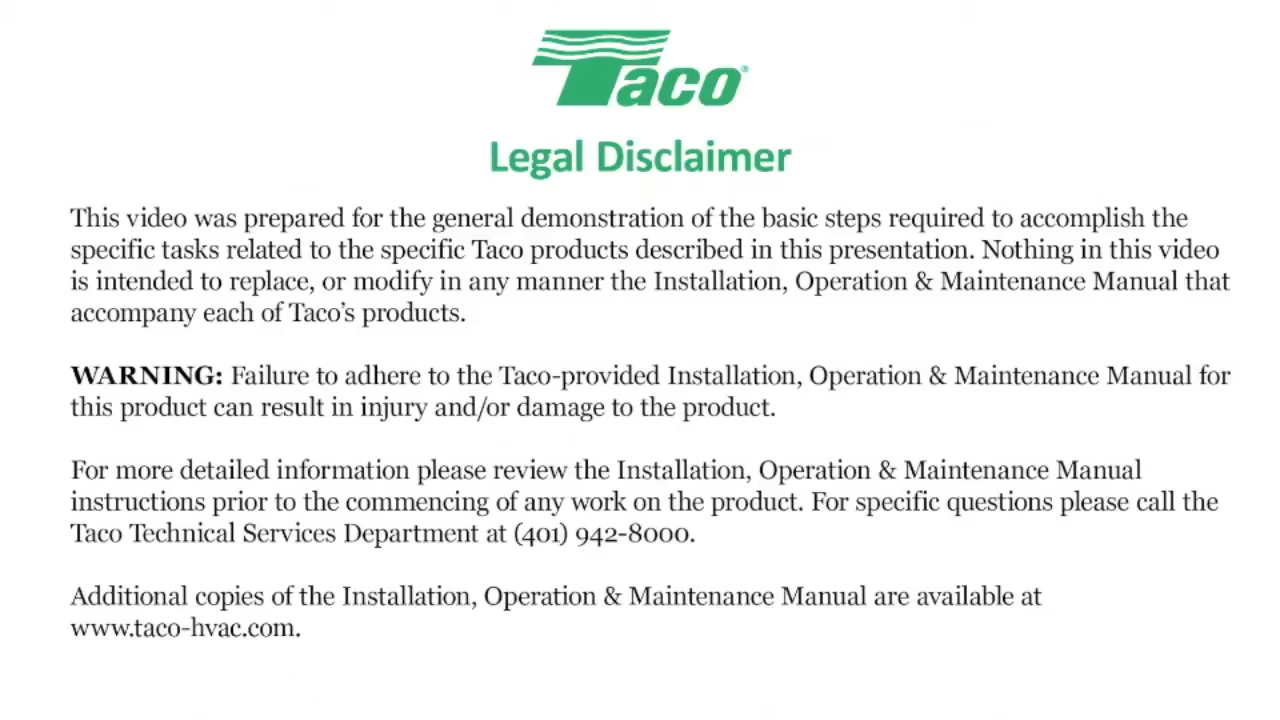 Taco®
Legal Disclaimer
This video was prepared for the general demonstration of the basic steps required to accomplish the
specific tasks related to the specific Taco products described in this presentation. Nothing in this video
is intended to replace, or modify in any manner the Installation, Operation & Maintenance Manual that
accompany each of Taco’s products.
WARNING: Failure to adhere to the Taco-provided Installation, Operation & Maintenance Manual for
this product can result in injury and/or damage to the product.
For more detailed information please review the Installation, Operation & Maintenance Manual
instructions prior to the commencing of any work on the product. For specific questions please call the
Taco Technical Services Department at (401) 942-8000.
Additional copies of the Installation, Operation & Maintenance Manual are available at
www.taco-hvac.com.